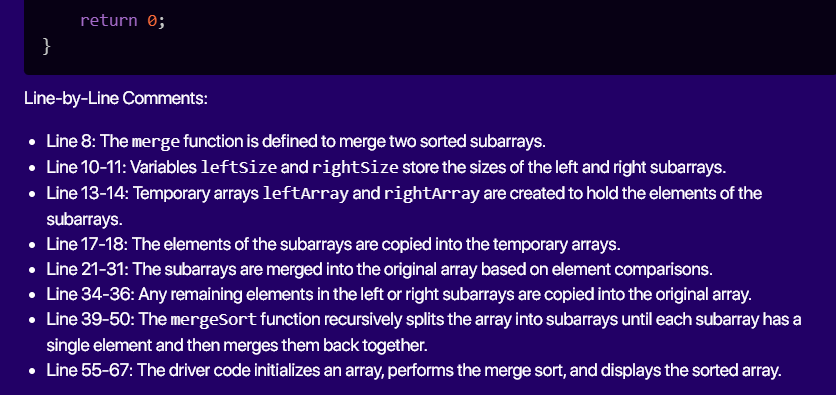 return 0;
}
Line-by-Line Comments:
• Line 8: The merge function is defined to merge two sorted subarrays.
• Line 10-11: Variables leftSize and rightSize store the sizes of the left and right subarrays.
• Line 13-14: Temporary arrays leftArray and rightArray are created to hold the elements of the
subarrays.
• Line 17-18: The elements of the subarrays are copied into the temporary arrays.
• Line 21-31: The subarrays are merged into the original array based on element comparisons.
• Line 34-36: Any remaining elements in the left or right subarrays are copied into the original array.
• Line 39-50: The mergeSort function recursively splits the array into subarrays until each subarray has a
single element and then merges them back together.
• Line 55-67: The driver code initializes an array, performs the merge sort, and displays the sorted array.